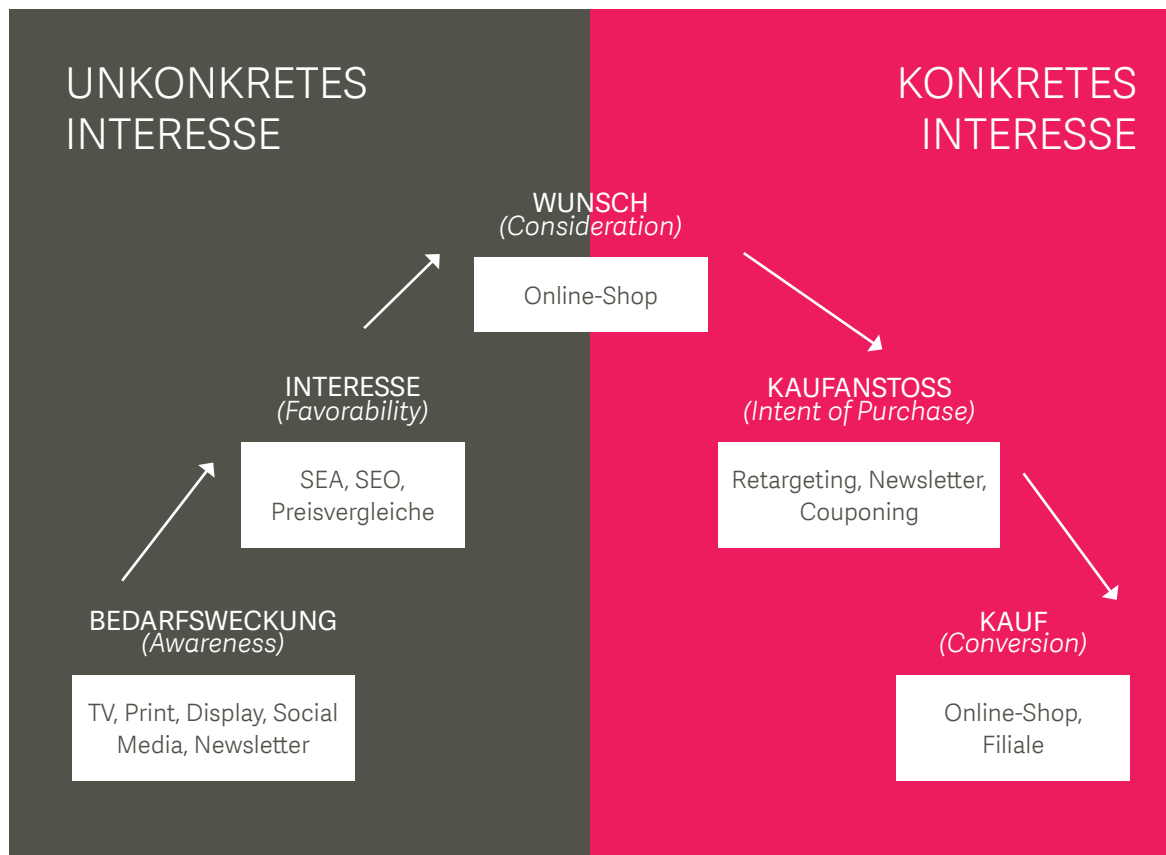 UNKONKRETES
INTERESSE
KONKRETES
INTERESSE
WUNSCH
(Consideration)
Online-Shop
INTERESSE
(Favorability)
SEA, SEO,
Preisvergleiche
KAUFANSTOSS
(Intent of Purchase)
Retargeting, Newsletter,
Couponing
BEDARFSWECKUNG
(Awareness)
TV, Print, Display, Social
Media, Newsletter
KAUF
(Conversion)
Online-Shop,
Filiale